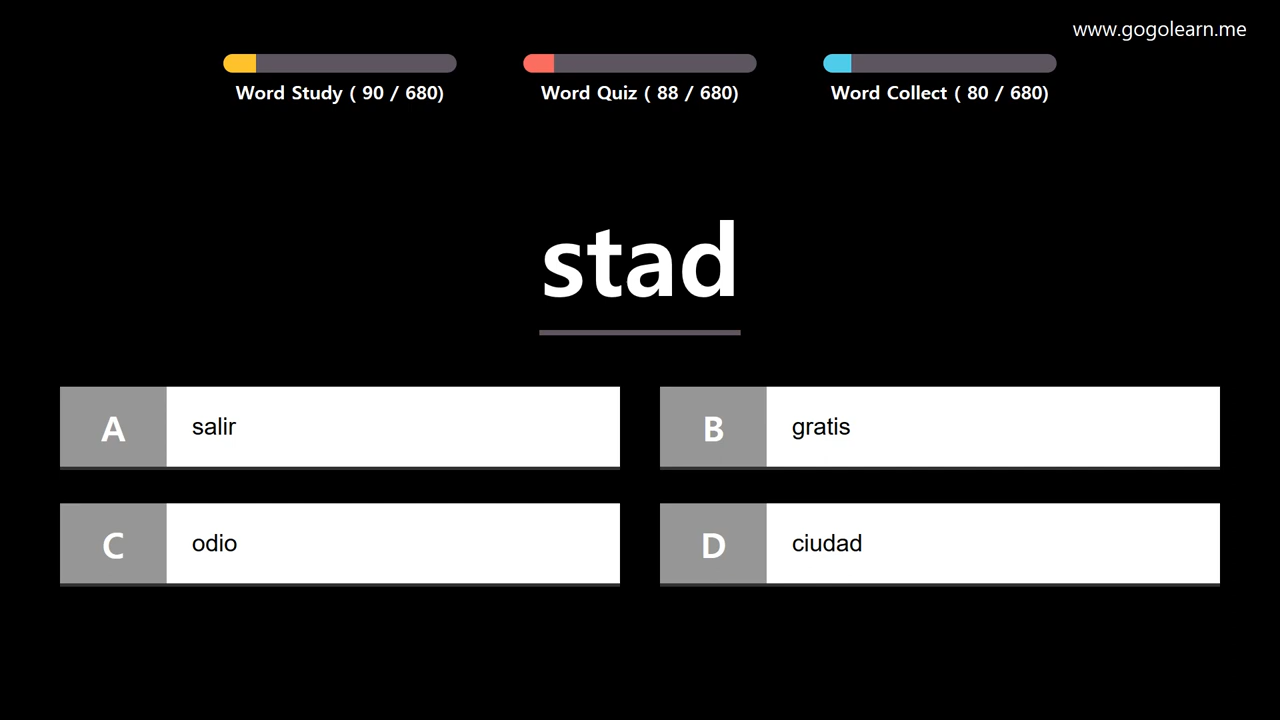 www.gogolearn.me
Word Study ( 90 / 680)
Word Quiz ( 88 / 680)
Word Collect ( 80 / 680)
stad
A
salir
B
gratis
C
odio
D
ciudad